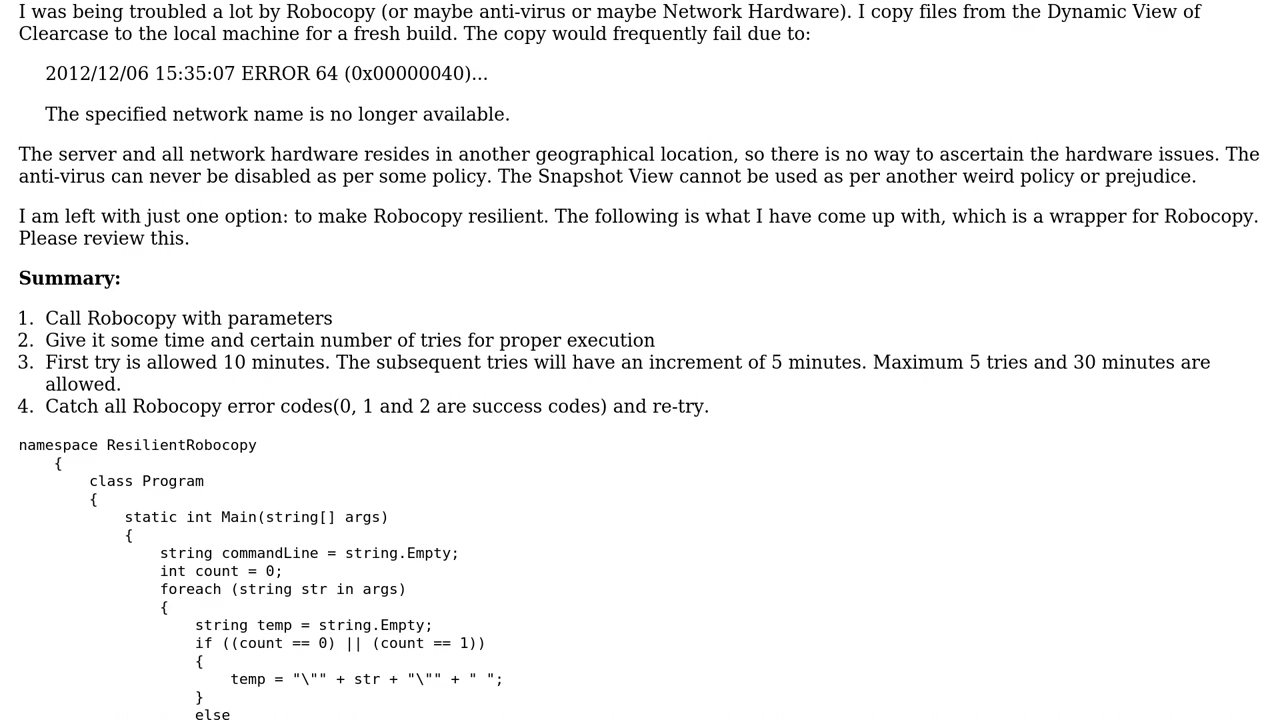 I was being troubled a lot by Robocopy (or maybe anti-virus or maybe Network Hardware). I copy files from the Dynamic View of
Clearcase to the local machine for a fresh build. The copy would frequently fail due to:
2012/12/06 15:35:07 ERROR 64 (0x00000040)...
The specified network name is no longer available.
The server and all network hardware resides in another geographical location, so there is no way to ascertain the hardware issues. The
anti-virus can never be disabled as per some policy. The Snapshot View cannot be used as per another weird policy or prejudice.
I am left with just one option: to make Robocopy resilient. The following is what I have come up with, which is a wrapper for Robocopy.
Please review this.
Summary:
1. Call Robocopy with parameters
2. Give it some time and certain number of tries for proper execution
3. First try is allowed 10 minutes. The subsequent tries will have an increment of 5 minutes. Maximum 5 tries and 30 minutes are
allowed.
4. Catch all Robocopy error codes(0, 1 and 2 are success codes) and re-try.
namespace ResilientRobocopy
    {
        class Program
        {
            static int Main(string[] args)
            {
                string commandLine = string.Empty;
                int count = 0;
                foreach (string str in args)
                {
                    string temp = string.Empty;
                    if ((count == 0) || (count == 1))
                    {
                        temp = "\"" + str + "\"" + " ";
                    }
                    else